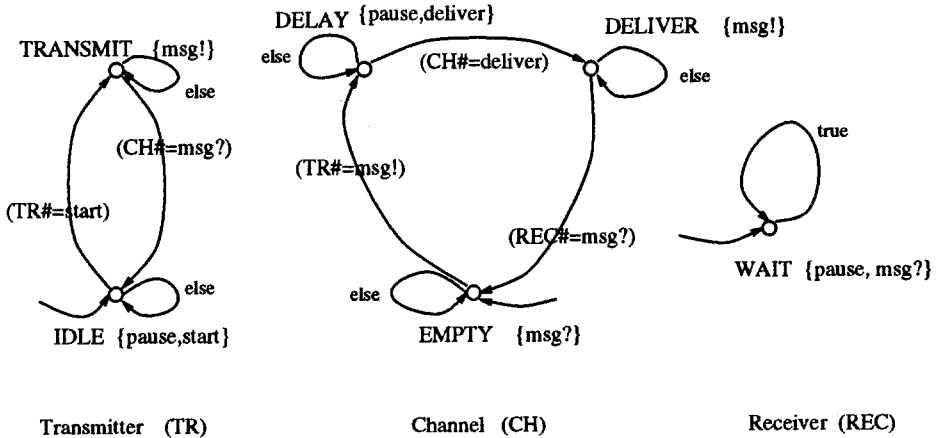 TRANSMIT {msg!}
else
(CH#=msg?)
(TR#=start)
else
IDLE {pause,start}
Transmitter (TR)
DELAY {pause,deliver}
else
(CH#=deliver)
DELIVER {msg!}
else
(TR#=msg!)
(REC#=msg?)
else
EMPTY {msg?}
Channel (CH)
true
WAIT {pause, msg?}
Receiver (REC)